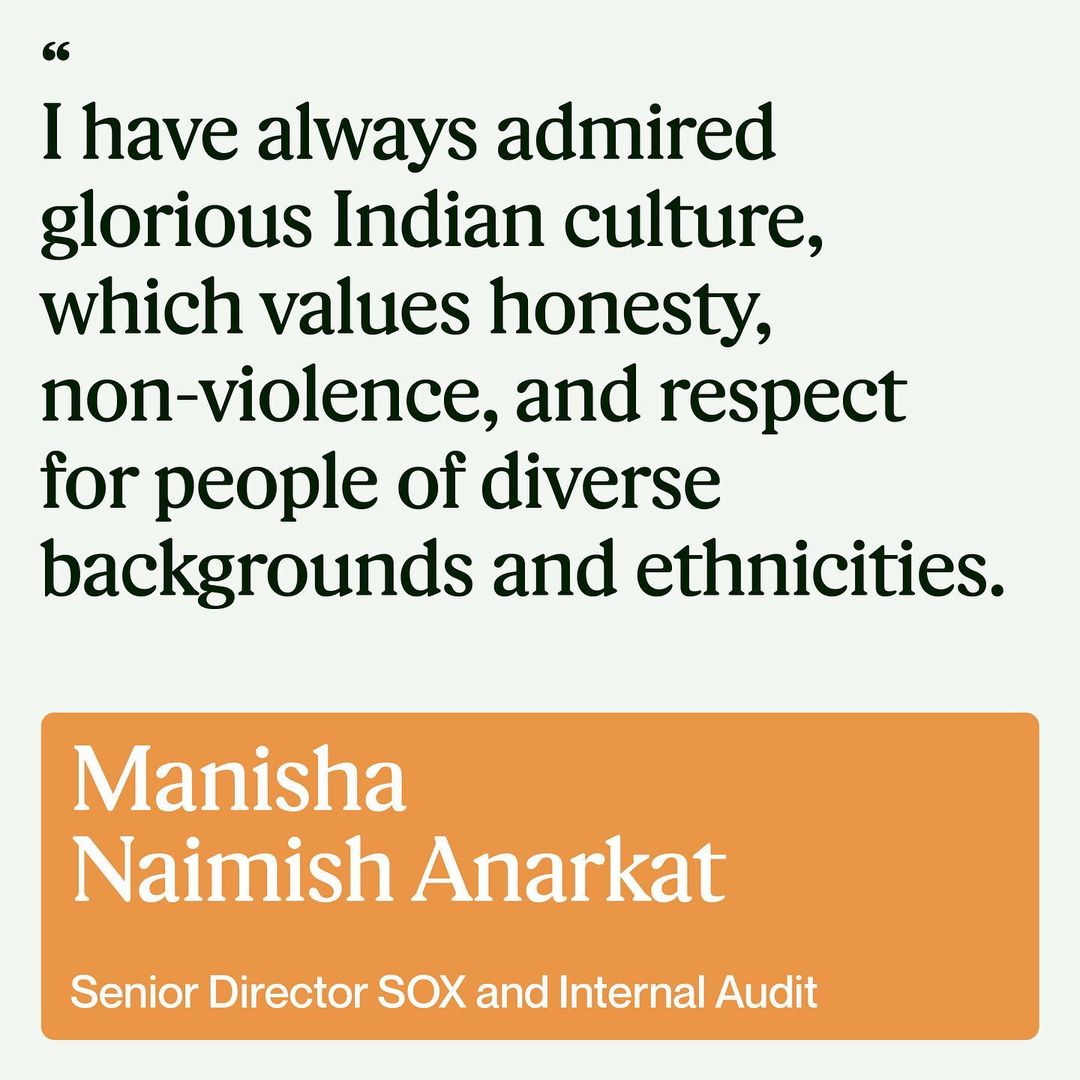 “
I have always admired
glorious Indian culture,
which values honesty,
non-violence, and respect
for people of diverse
backgrounds and ethnicities.
Manisha
Naimish Anarkat
Senior Director SOX and Internal Audit